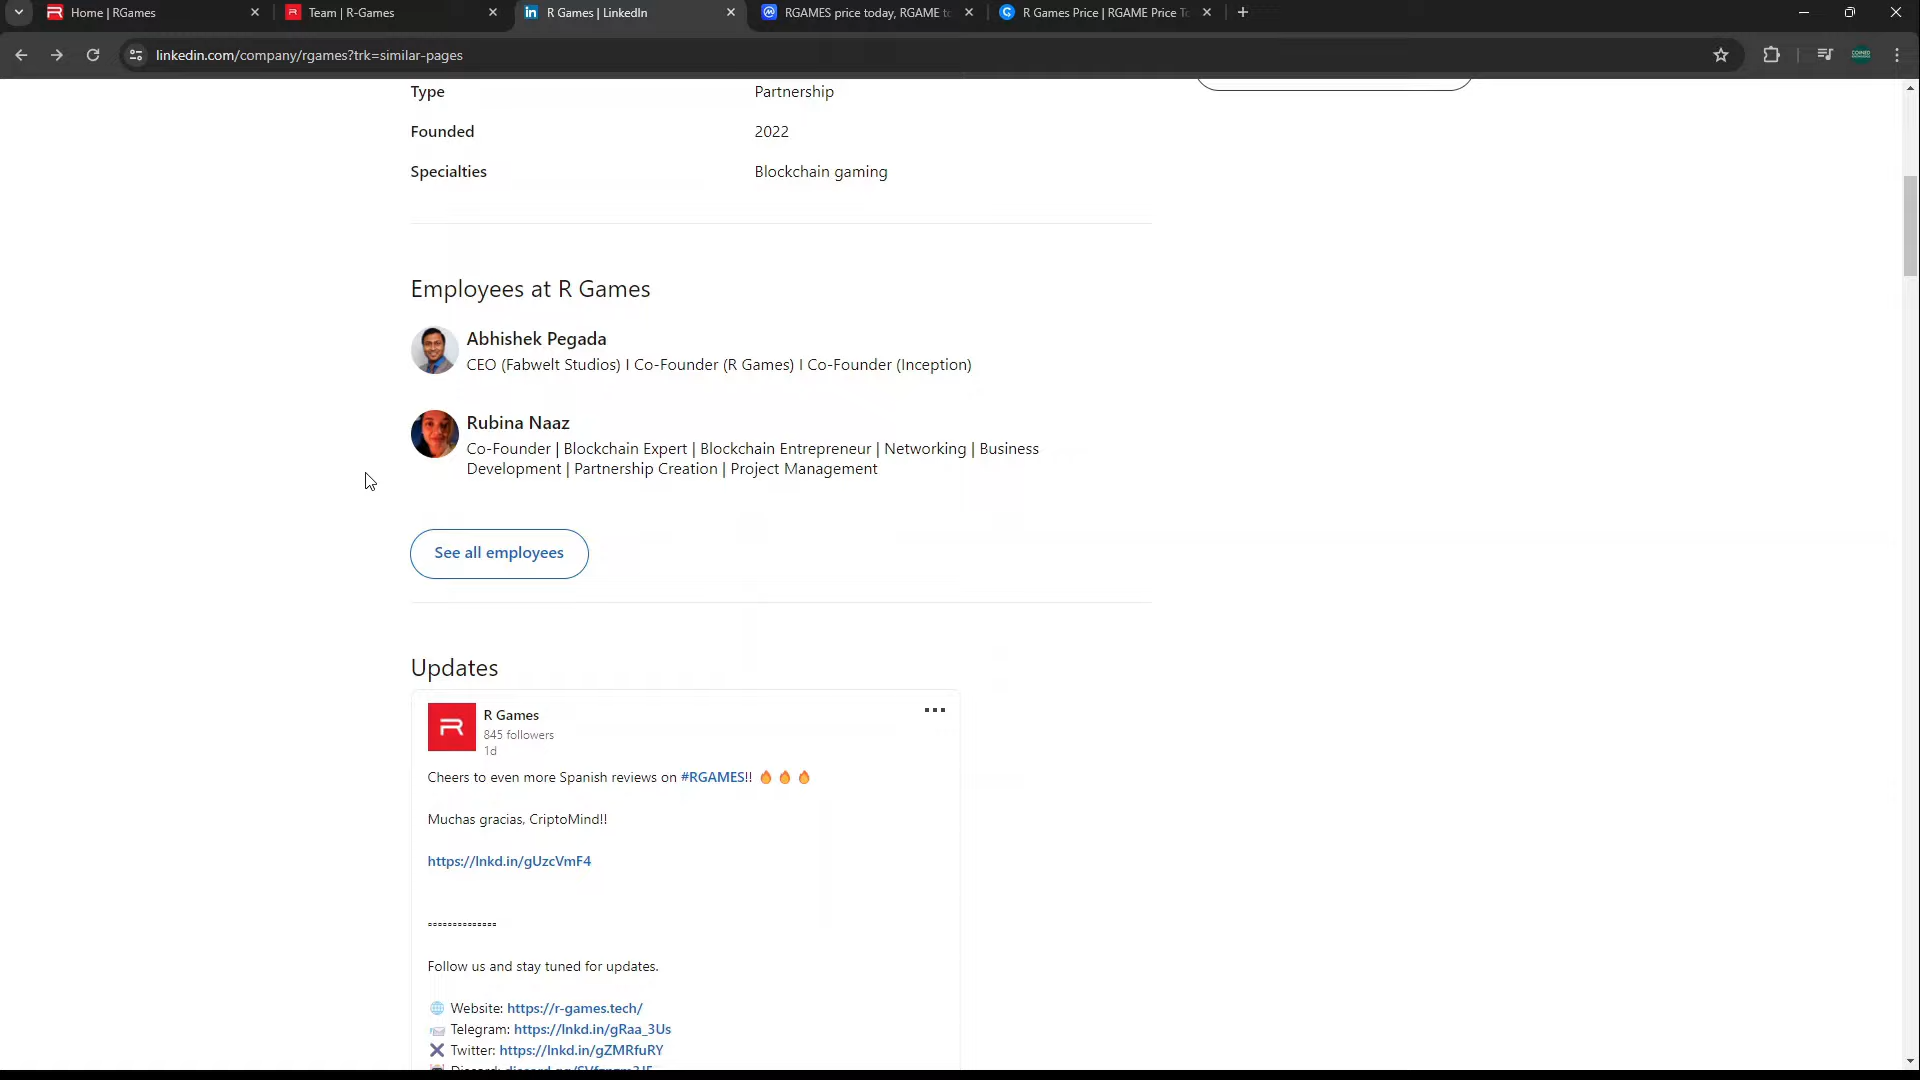 Home | RGames
Team | R-Games
R Games | LinkedIn
RGAMES price today, RGAME to
R Games Price | RGAME Price To
linkedin.com/company/rgames?trk=similar-pages
Type Partnership
Founded 2022
Specialties Blockchain gaming
Employees at R Games
Abhishek Pegada
CEO (Fabwelt Studios) I Co-Founder (R Games) I Co-Founder (Inception)
Rubina Naaz
Co-Founder | Blockchain Expert | Blockchain Entrepreneur | Networking | Business
Development | Partnership Creation | Project Management
See all employees
Updates
R Games
845 followers
1d
Cheers to even more Spanish reviews on #RGAMES!! 🔥 🔥 🔥
Muchas gracias, CriptoMind!!
https://lnkd.in/gUzcVmF4
==============
Follow us and stay tuned for updates.
🌐 Website: https://r-games.tech/
📨 Telegram: https://lnkd.in/gRaa_3Us
❌ Twitter: https://lnkd.in/gZMRfuRY